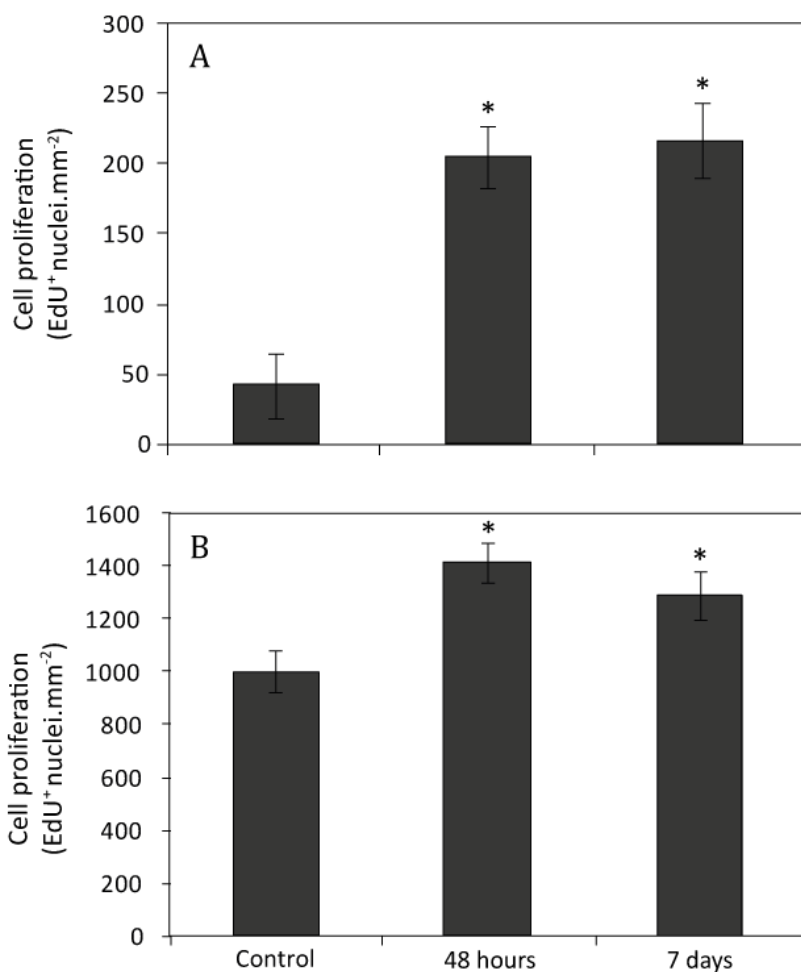 300
250
200
150
100
50
0
A
*
*
Cell proliferation
(EdU⁺ nuclei.mm⁻²)
1600
1400
1200
1000
800
600
400
200
0
B
*
*
Cell proliferation
(EdU⁺ nuclei.mm⁻²)
Control 48 hours 7 days